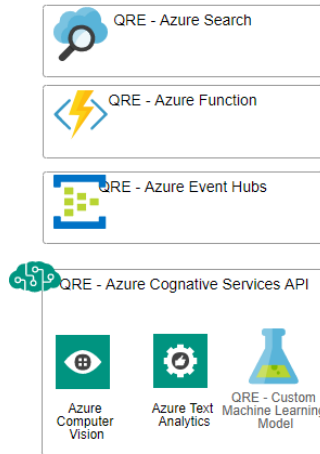 QRE - Azure Search
QRE - Azure Function
QRE - Azure Event Hubs
QRE - Azure Cognative Services API
Azure
Computer
Vision
Azure Text
Analytics
QRE - Custom
Machine Learning
Model